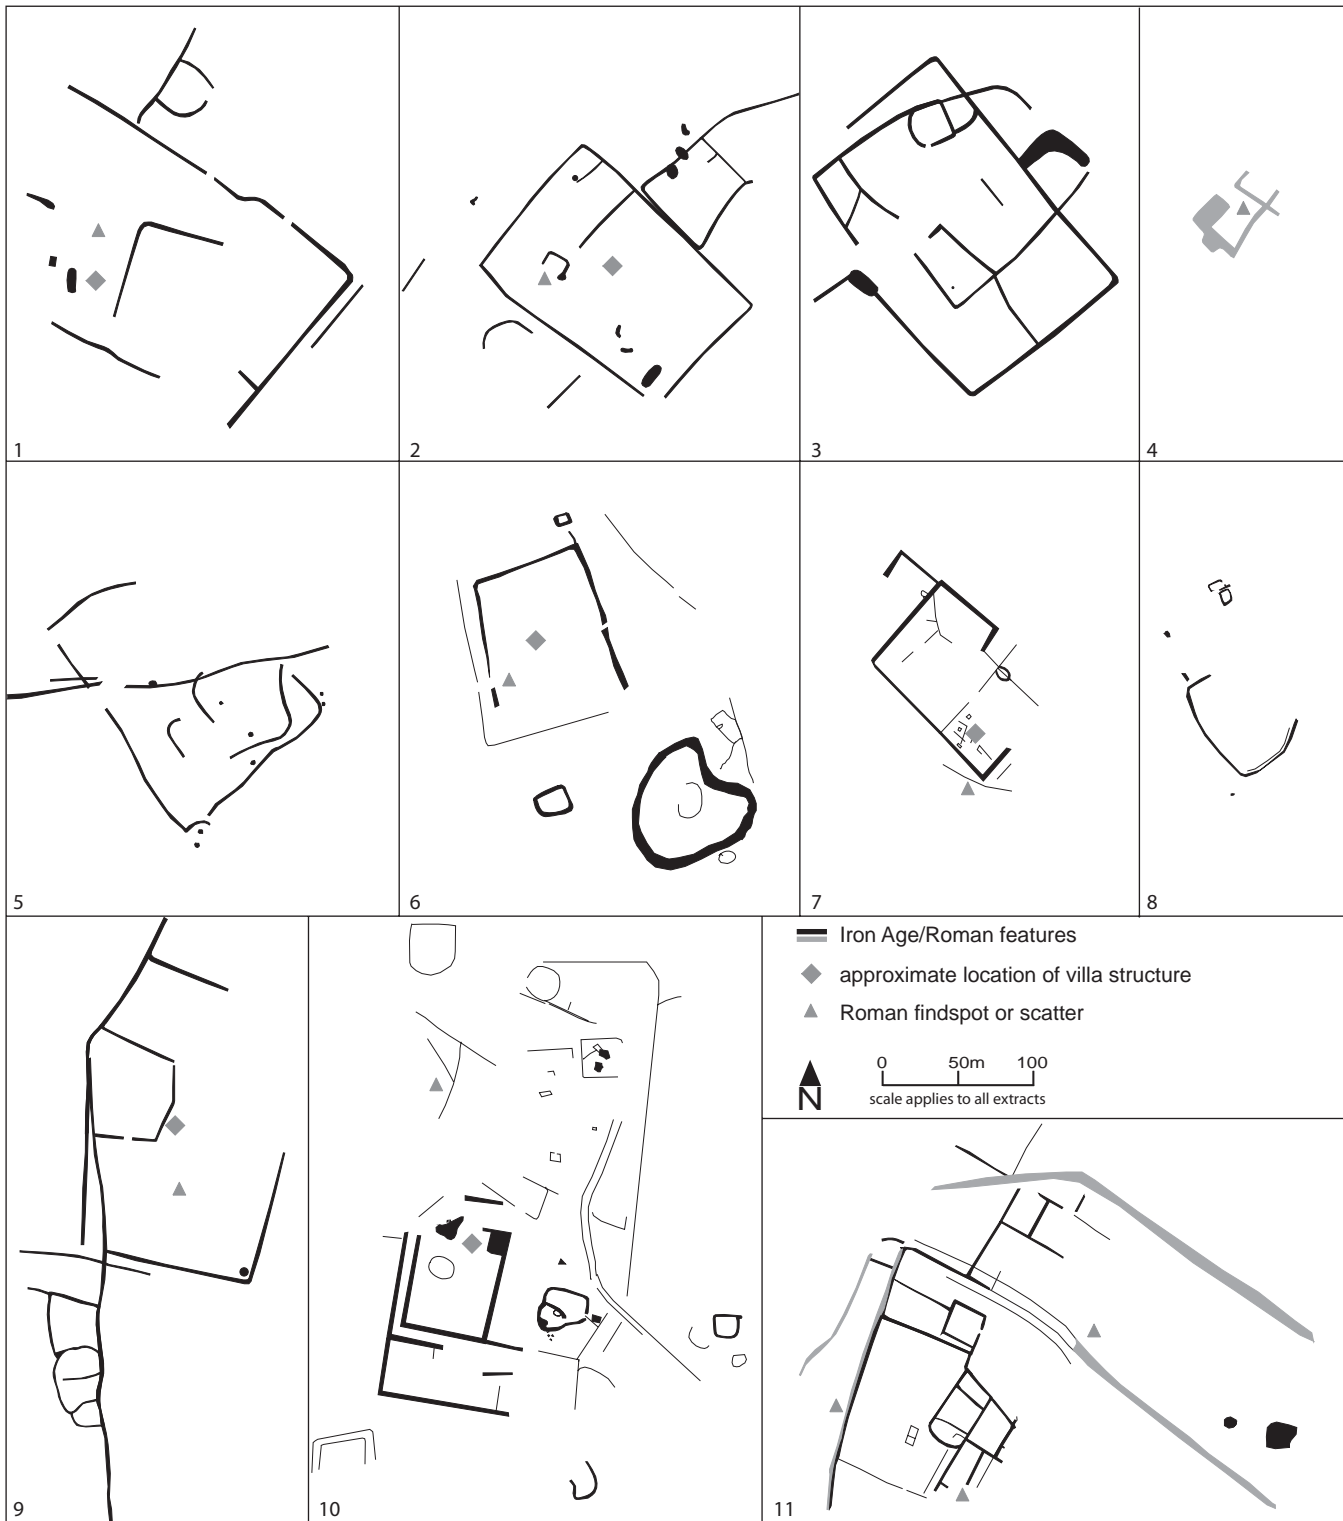 1
2
3
4
5
6
7
8
9
10
Iron Age/Roman features
approximate location of villa structure
Roman findspot or scatter
0 50m 100
N
scale applies to all extracts
11